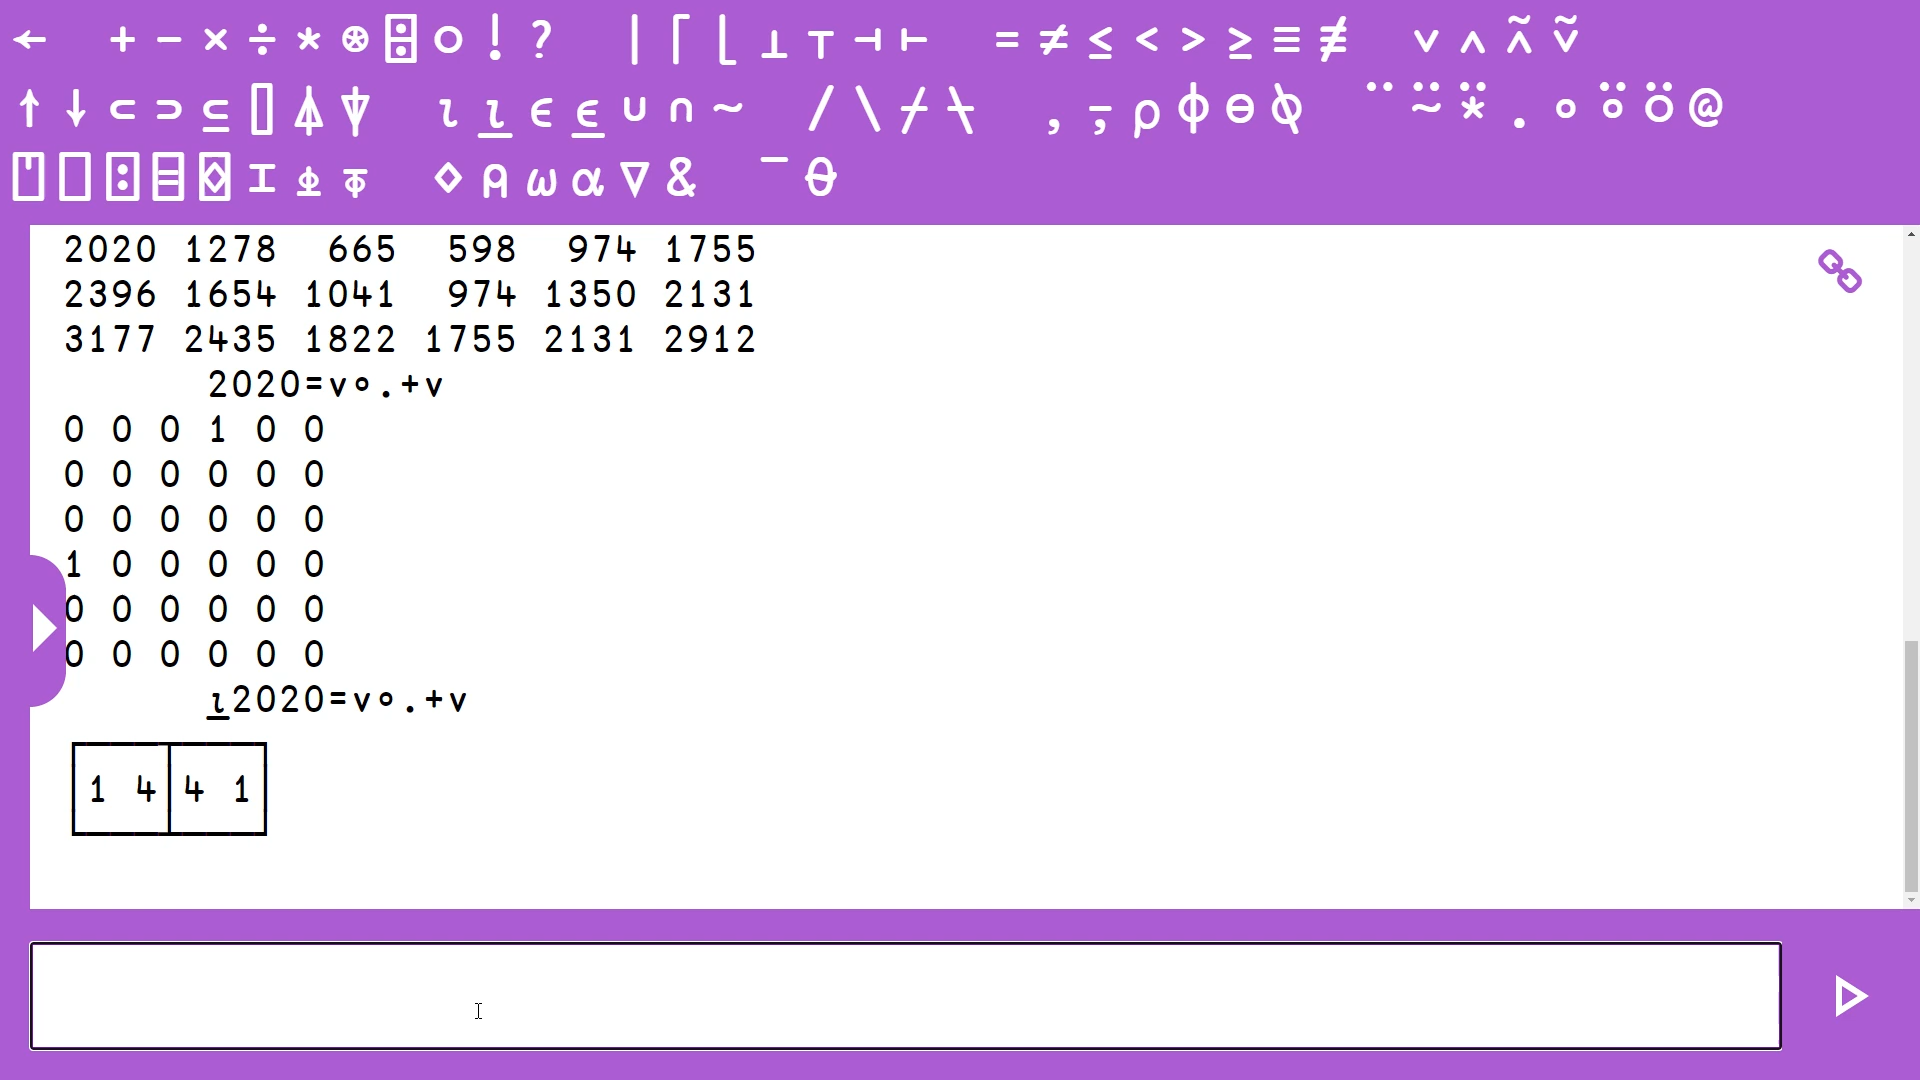 ← + - × ÷ * ⍟ ⌹ ○ ! ? | ⌈ ⌊ ⊥ ⊤ ⊣ ⊢ = ≠ ≤ < > ≥ ≡ ≢ ∨ ∧ ⍲ ⍱
↑ ↓ ⊂ ⊃ ⊆ ⌷ ⍋ ⍒ ⍳ ⍸ ∊ ⍷ ∪ ∩ ~ / \ ⌿ ⍀ , ⍪ ⍴ ⌽ ⊖ ⍉ ¨ ⍨ ⍣ . ∘ ⍤ ⍥ @
⍞ ⎕ ⍠ ⌸ ⌺ ⌶ ⍎ ⍕ ⋄ ⍝ ⍵ ⍺ ∇ & ¯ ⍬
2020 1278  665  598  974 1755
2396 1654 1041  974 1350 2131
3177 2435 1822 1755 2131 2912
      2020=v∘.+v
0 0 0 1 0 0
0 0 0 0 0 0
0 0 0 0 0 0
1 0 0 0 0 0
0 0 0 0 0 0
0 0 0 0 0 0
      ⍸2020=v∘.+v
1 4 4 1